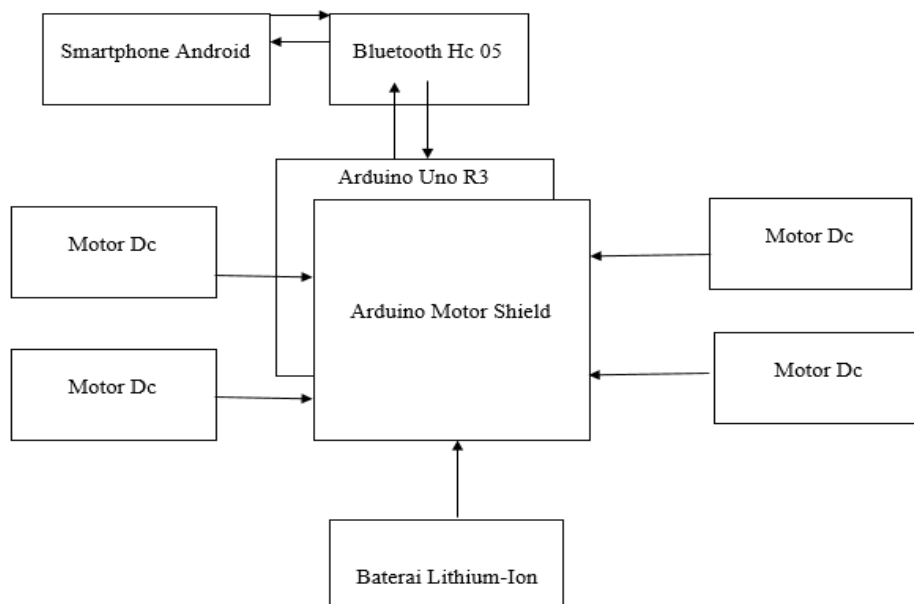 Smartphone Android
Bluetooth Hc 05
Arduino Uno R3
Motor Dc
Motor Dc
Arduino Motor Shield
Motor Dc
Motor Dc
Baterai Lithium-Ion